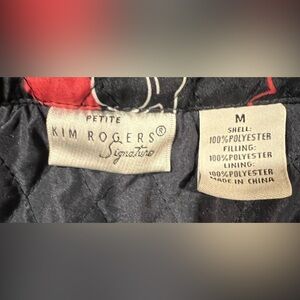 PETITE
KIM ROGERS®
Signature
M
SHELL:
100%POLYESTER
FILLING:
100%POLYESTER
LINING:
100%POLYESTER
MADE IN CHINA